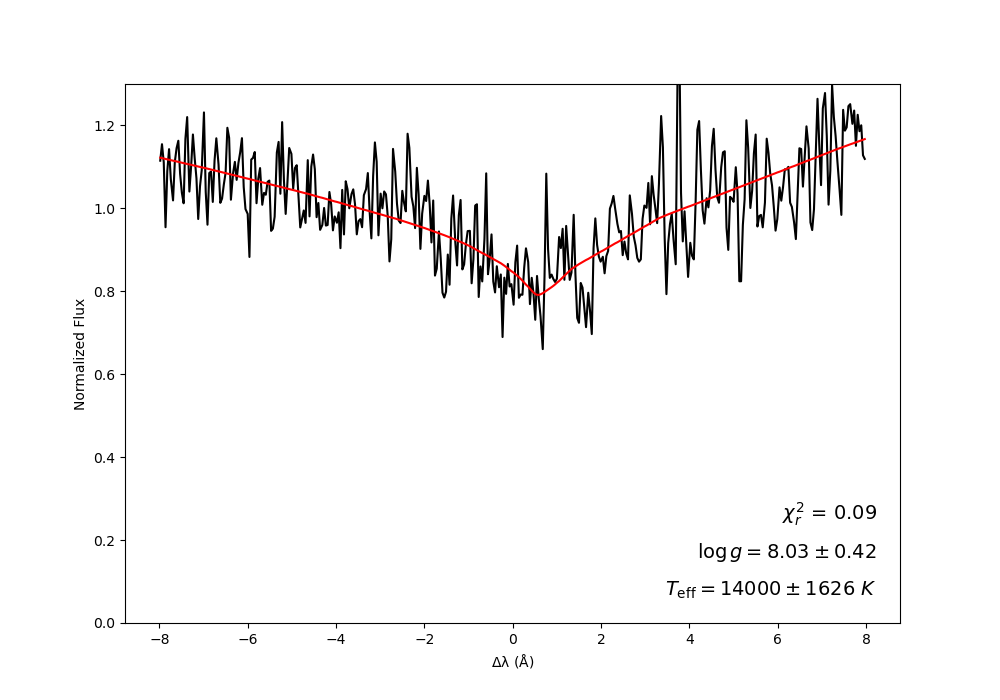 1.2
1.0
0.8
0.6
0.4
0.2
0.0
Normalized Flux
χ²ᵣ = 0.09
log g = 8.03 ± 0.42
T_eff = 14000 ± 1626 K
−8 −6 −4 −2 0 2 4 6 8
Δλ (Å)